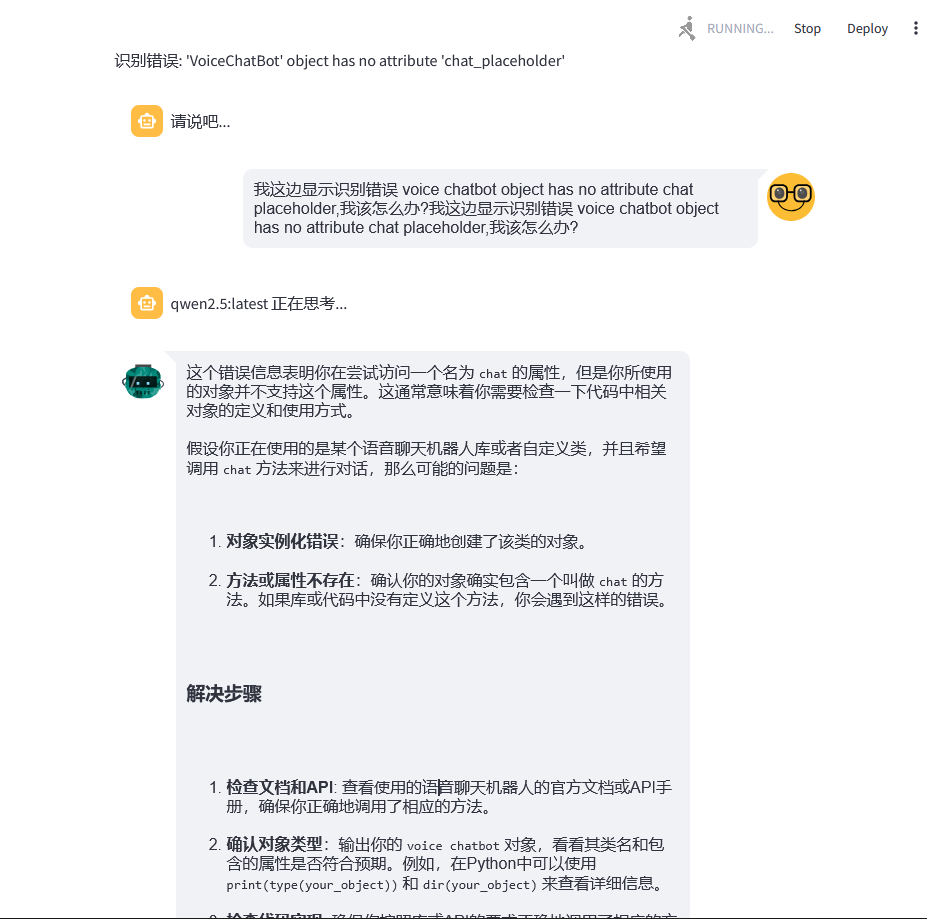 RUNNING...
Stop
Deploy
识别错误: 'VoiceChatBot' object has no attribute 'chat_placeholder'
请说吧...
我这边显示识别错误 voice chatbot object has no attribute chat
placeholder,我该怎么办?我这边显示识别错误 voice chatbot object
has no attribute chat placeholder,我该怎么办?
qwen2.5:latest 正在思考...
这个错误信息表明你在尝试访问一个名为 chat 的属性，但是你所使用
的对象并不支持这个属性。这通常意味着你需要检查一下代码中相关
对象的定义和使用方式。
假设你正在使用的是某个语音聊天机器人库或者自定义类，并且希望
调用 chat 方法来进行对话，那么可能的问题是：
1. 对象实例化错误：确保你正确地创建了该类的对象。
2. 方法或属性不存在：确认你的对象确实包含一个叫做 chat 的方
法。如果库或代码中没有定义这个方法，你会遇到这样的错误。
解决步骤
1. 检查文档和API: 查看使用的语音聊天机器人的官方文档或API手
册，确保你正确地调用了相应的方法。
2. 确认对象类型：输出你的 voice chatbot 对象，看看其类名和包
含的属性是否符合预期。例如，在Python中可以使用
print(type(your_object)) 和 dir(your_object) 来查看详细信息。